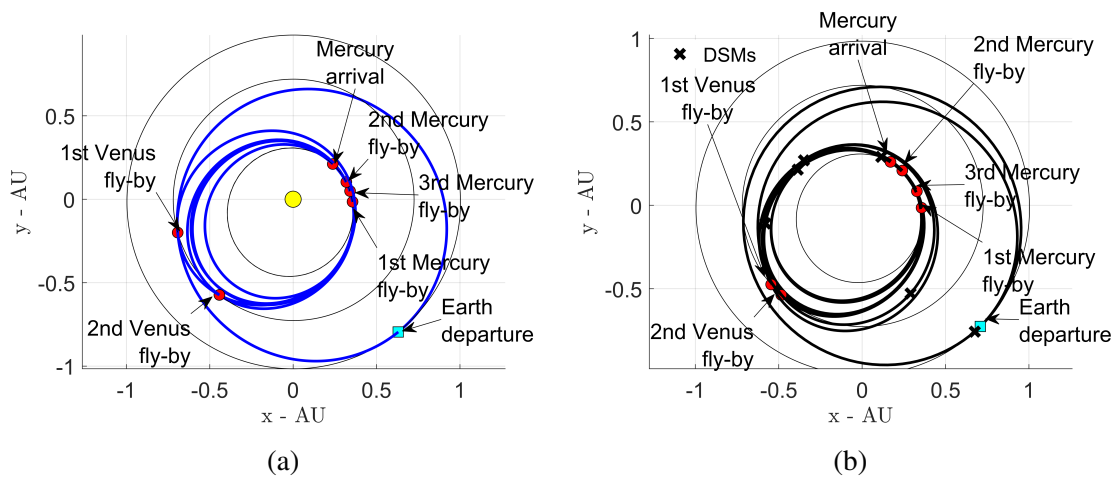 Mercury
arrival
2nd Mercury
fly-by
1st Venus
fly-by
3rd Mercury
fly-by
1st Mercury
fly-by
2nd Venus
fly-by
Earth
departure
0.5
0
-0.5
-1
y - AU
-1
-0.5
0
0.5
1
x - AU
(a)
Mercury
arrival
DSMs
2nd Mercury
fly-by
1st Venus
fly-by
3rd Mercury
fly-by
1st Mercury
fly-by
2nd Venus
fly-by
Earth
departure
1
0.5
0
-0.5
y - AU
-1
-0.5
0
0.5
1
x - AU
(b)